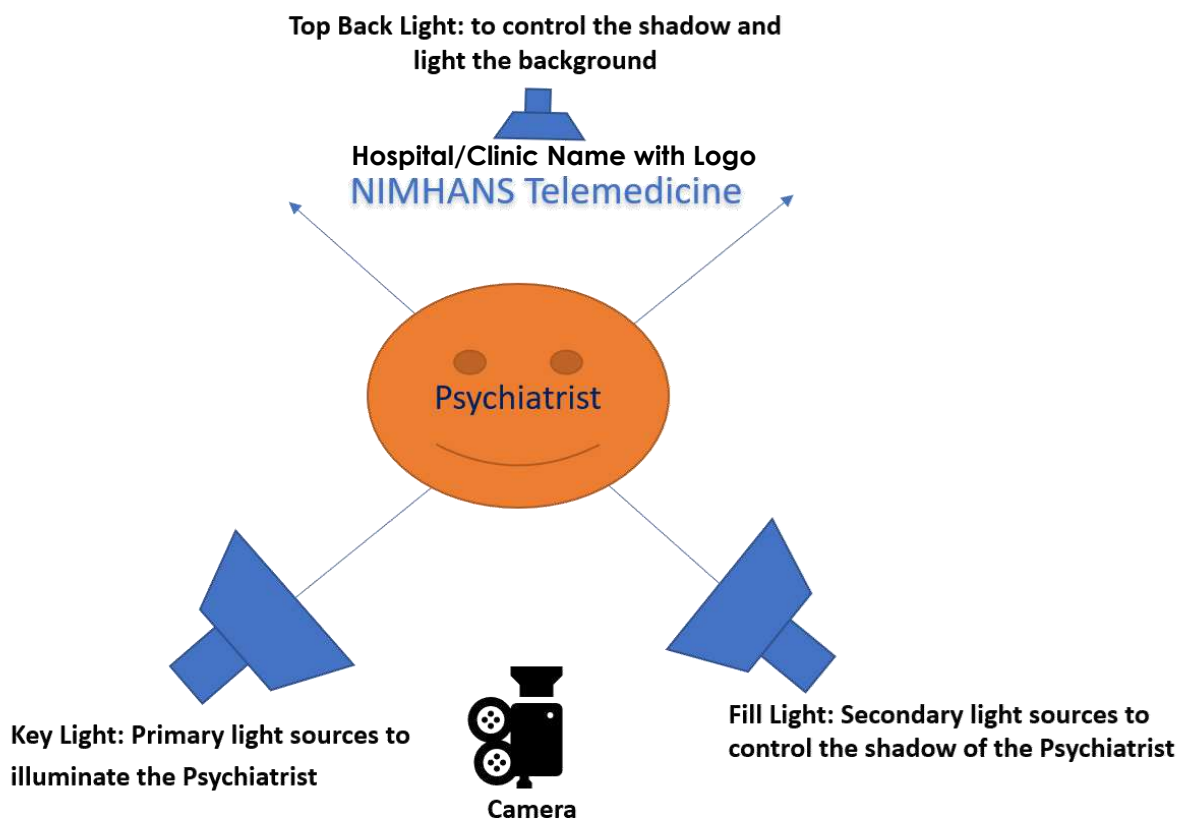 Top Back Light: to control the shadow and
light the background
Hospital/Clinic Name with Logo
NIMHANS Telemedicine
Psychiatrist
Key Light: Primary light sources to
illuminate the Psychiatrist
Fill Light: Secondary light sources to
control the shadow of the Psychiatrist
Camera